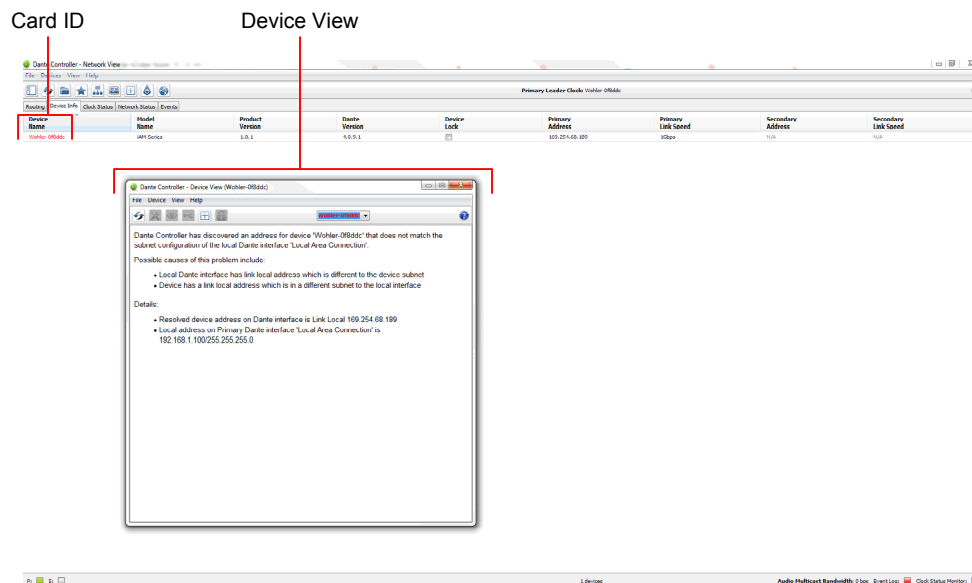 Card ID Device View
Dante Controller - Network View
File Devices View Help
Primary Leader Clock: Wohler-0f8ddc
Routing Device Info Clock Status Network Status Events
Device Name Model Name Product Version Dante Version Device Lock Primary Address Primary Link Speed Secondary Address Secondary Link Speed
Wohler-0f8ddc iAM Series 1.0.1 4.0.9.1 169.254.68.189 1Gbps N/A N/A
Dante Controller - Device View (Wohler-0f8ddc)
File Device View Help
Wohler-0f8ddc
Dante Controller has discovered an address for device 'Wohler-0f8ddc' that does not match the
subnet configuration of the local Dante interface 'Local Area Connection'.
Possible causes of this problem include:
• Local Dante interface has link local address which is different to the device subnet
• Device has a link local address which is in a different subnet to the local interface
Details:
• Resolved device address on Dante interface is Link Local 169.254.68.189
• Local address on Primary Dante interface 'Local Area Connection' is
192.168.1.100/255.255.255.0
P: S: 1 devices Audio Multicast Bandwidth: 0 bps Event Log: Clock Status Monitor: